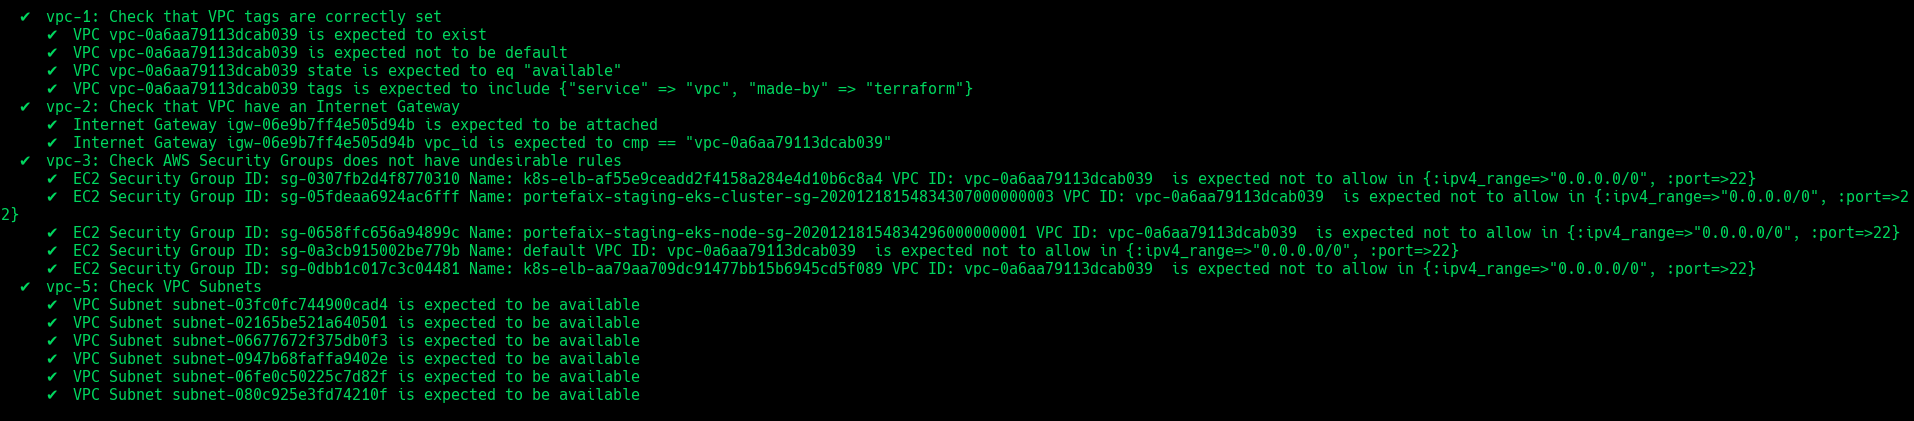 ✔ vpc-1: Check that VPC tags are correctly set
✔ VPC vpc-0a6aa79113dcab039 is expected to exist
✔ VPC vpc-0a6aa79113dcab039 is expected not to be default
✔ VPC vpc-0a6aa79113dcab039 state is expected to eq "available"
✔ VPC vpc-0a6aa79113dcab039 tags is expected to include {"service" => "vpc", "made-by" => "terraform"}
✔ vpc-2: Check that VPC have an Internet Gateway
✔ Internet Gateway igw-06e9b7ff4e505d94b is expected to be attached
✔ Internet Gateway igw-06e9b7ff4e505d94b vpc_id is expected to cmp == "vpc-0a6aa79113dcab039"
✔ vpc-3: Check AWS Security Groups does not have undesirable rules
✔ EC2 Security Group ID: sg-0307fb2d4f8770310 Name: k8s-elb-af55e9ceadd2f4158a284e4d10b6c8a4 VPC ID: vpc-0a6aa79113dcab039  is expected not to allow in {:ipv4_range=>"0.0.0.0/0", :port=>22}
✔ EC2 Security Group ID: sg-05fdeaa6924ac6fff Name: portefaix-staging-eks-cluster-sg-20201218154834307000000003 VPC ID: vpc-0a6aa79113dcab039  is expected not to allow in {:ipv4_range=>"0.0.0.0/0", :port=>2
2}
✔ EC2 Security Group ID: sg-0658ffc656a94899c Name: portefaix-staging-eks-node-sg-20201218154834296000000001 VPC ID: vpc-0a6aa79113dcab039  is expected not to allow in {:ipv4_range=>"0.0.0.0/0", :port=>22}
✔ EC2 Security Group ID: sg-0a3cb915002be779b Name: default VPC ID: vpc-0a6aa79113dcab039  is expected not to allow in {:ipv4_range=>"0.0.0.0/0", :port=>22}
✔ EC2 Security Group ID: sg-0dbb1c017c3c04481 Name: k8s-elb-aa79aa709dc91477bb15b6945cd5f089 VPC ID: vpc-0a6aa79113dcab039  is expected not to allow in {:ipv4_range=>"0.0.0.0/0", :port=>22}
✔ vpc-5: Check VPC Subnets
✔ VPC Subnet subnet-03fc0fc744900cad4 is expected to be available
✔ VPC Subnet subnet-02165be521a640501 is expected to be available
✔ VPC Subnet subnet-06677672f375db0f3 is expected to be available
✔ VPC Subnet subnet-0947b68faffa9402e is expected to be available
✔ VPC Subnet subnet-06fe0c50225c7d82f is expected to be available
✔ VPC Subnet subnet-080c925e3fd74210f is expected to be available